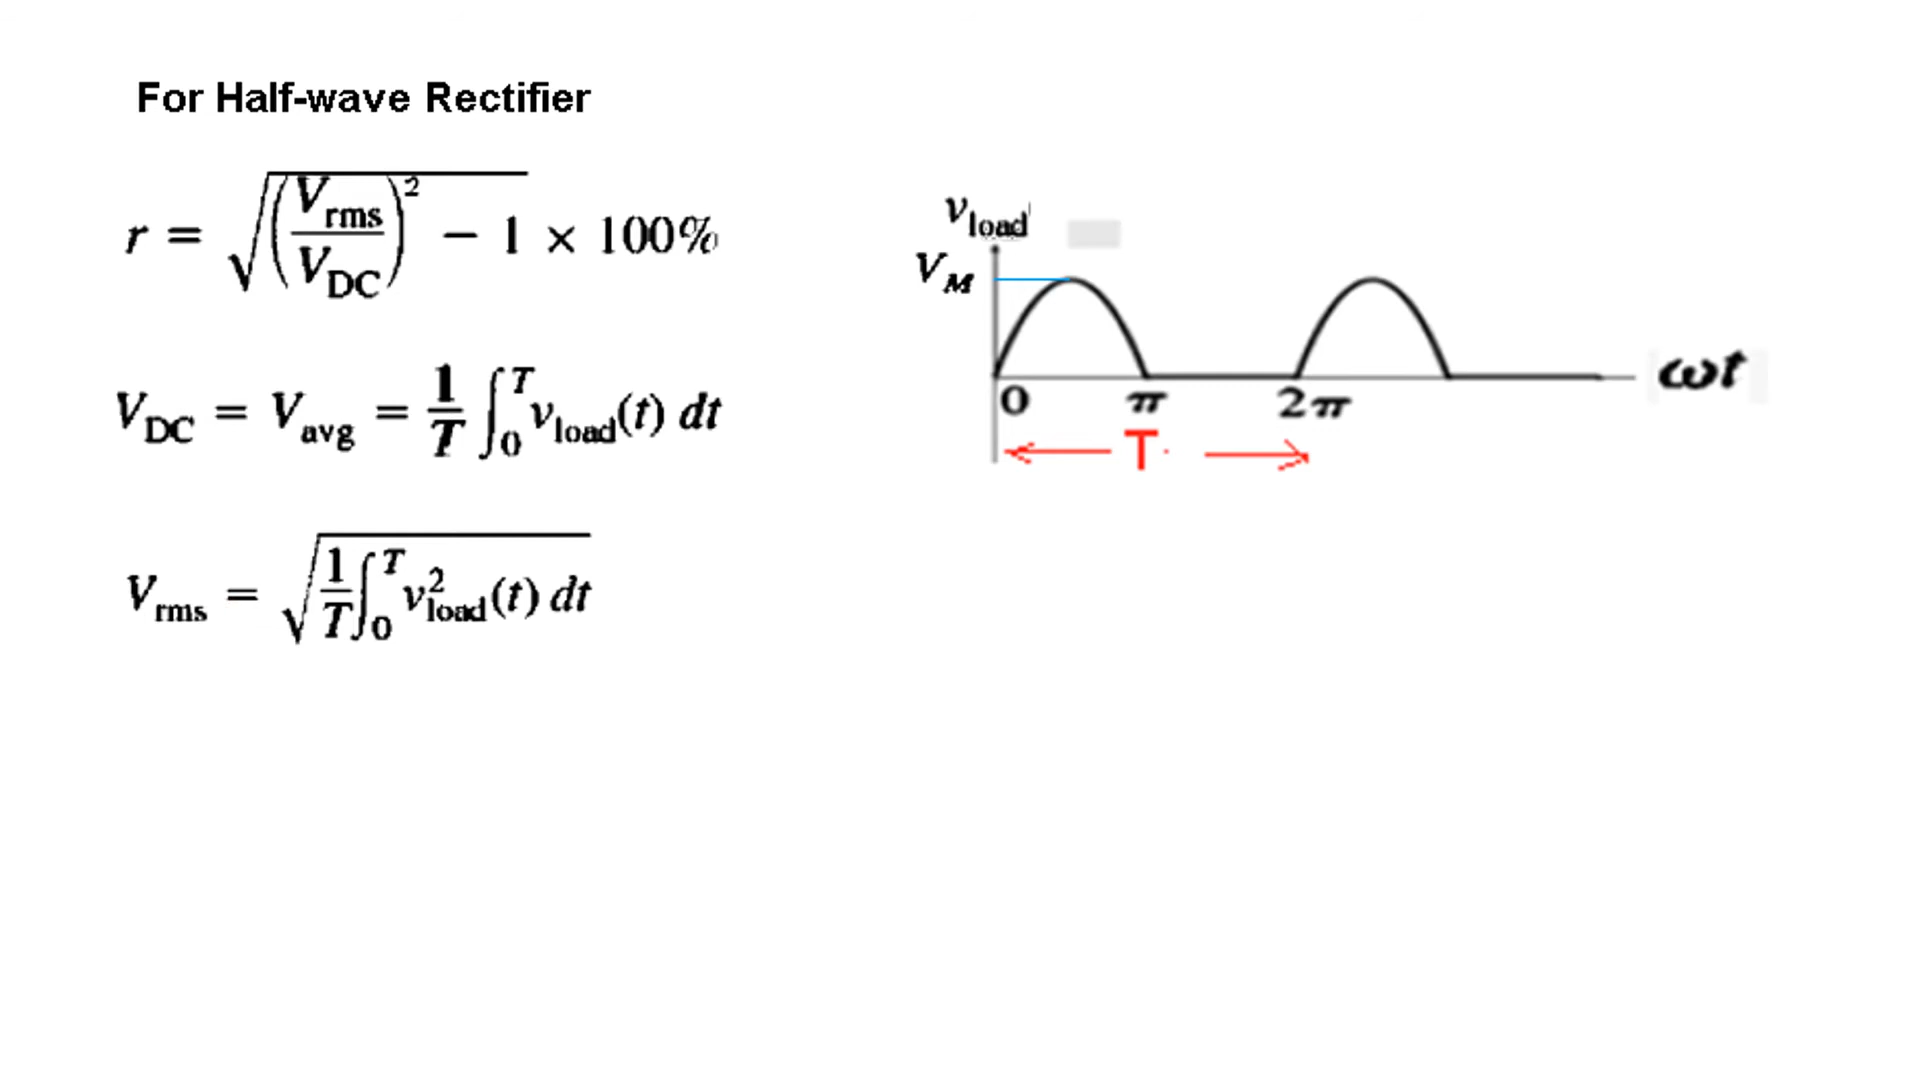 For Half-wave Rectifier
r = √((V_rms/V_DC)² − 1) × 100%
V_DC = V_avg = 1/T ∫₀ᵀ v_load(t) dt
V_rms = √(1/T ∫₀ᵀ v²_load(t) dt)
v_load
V_M
0 π 2π ωt
T